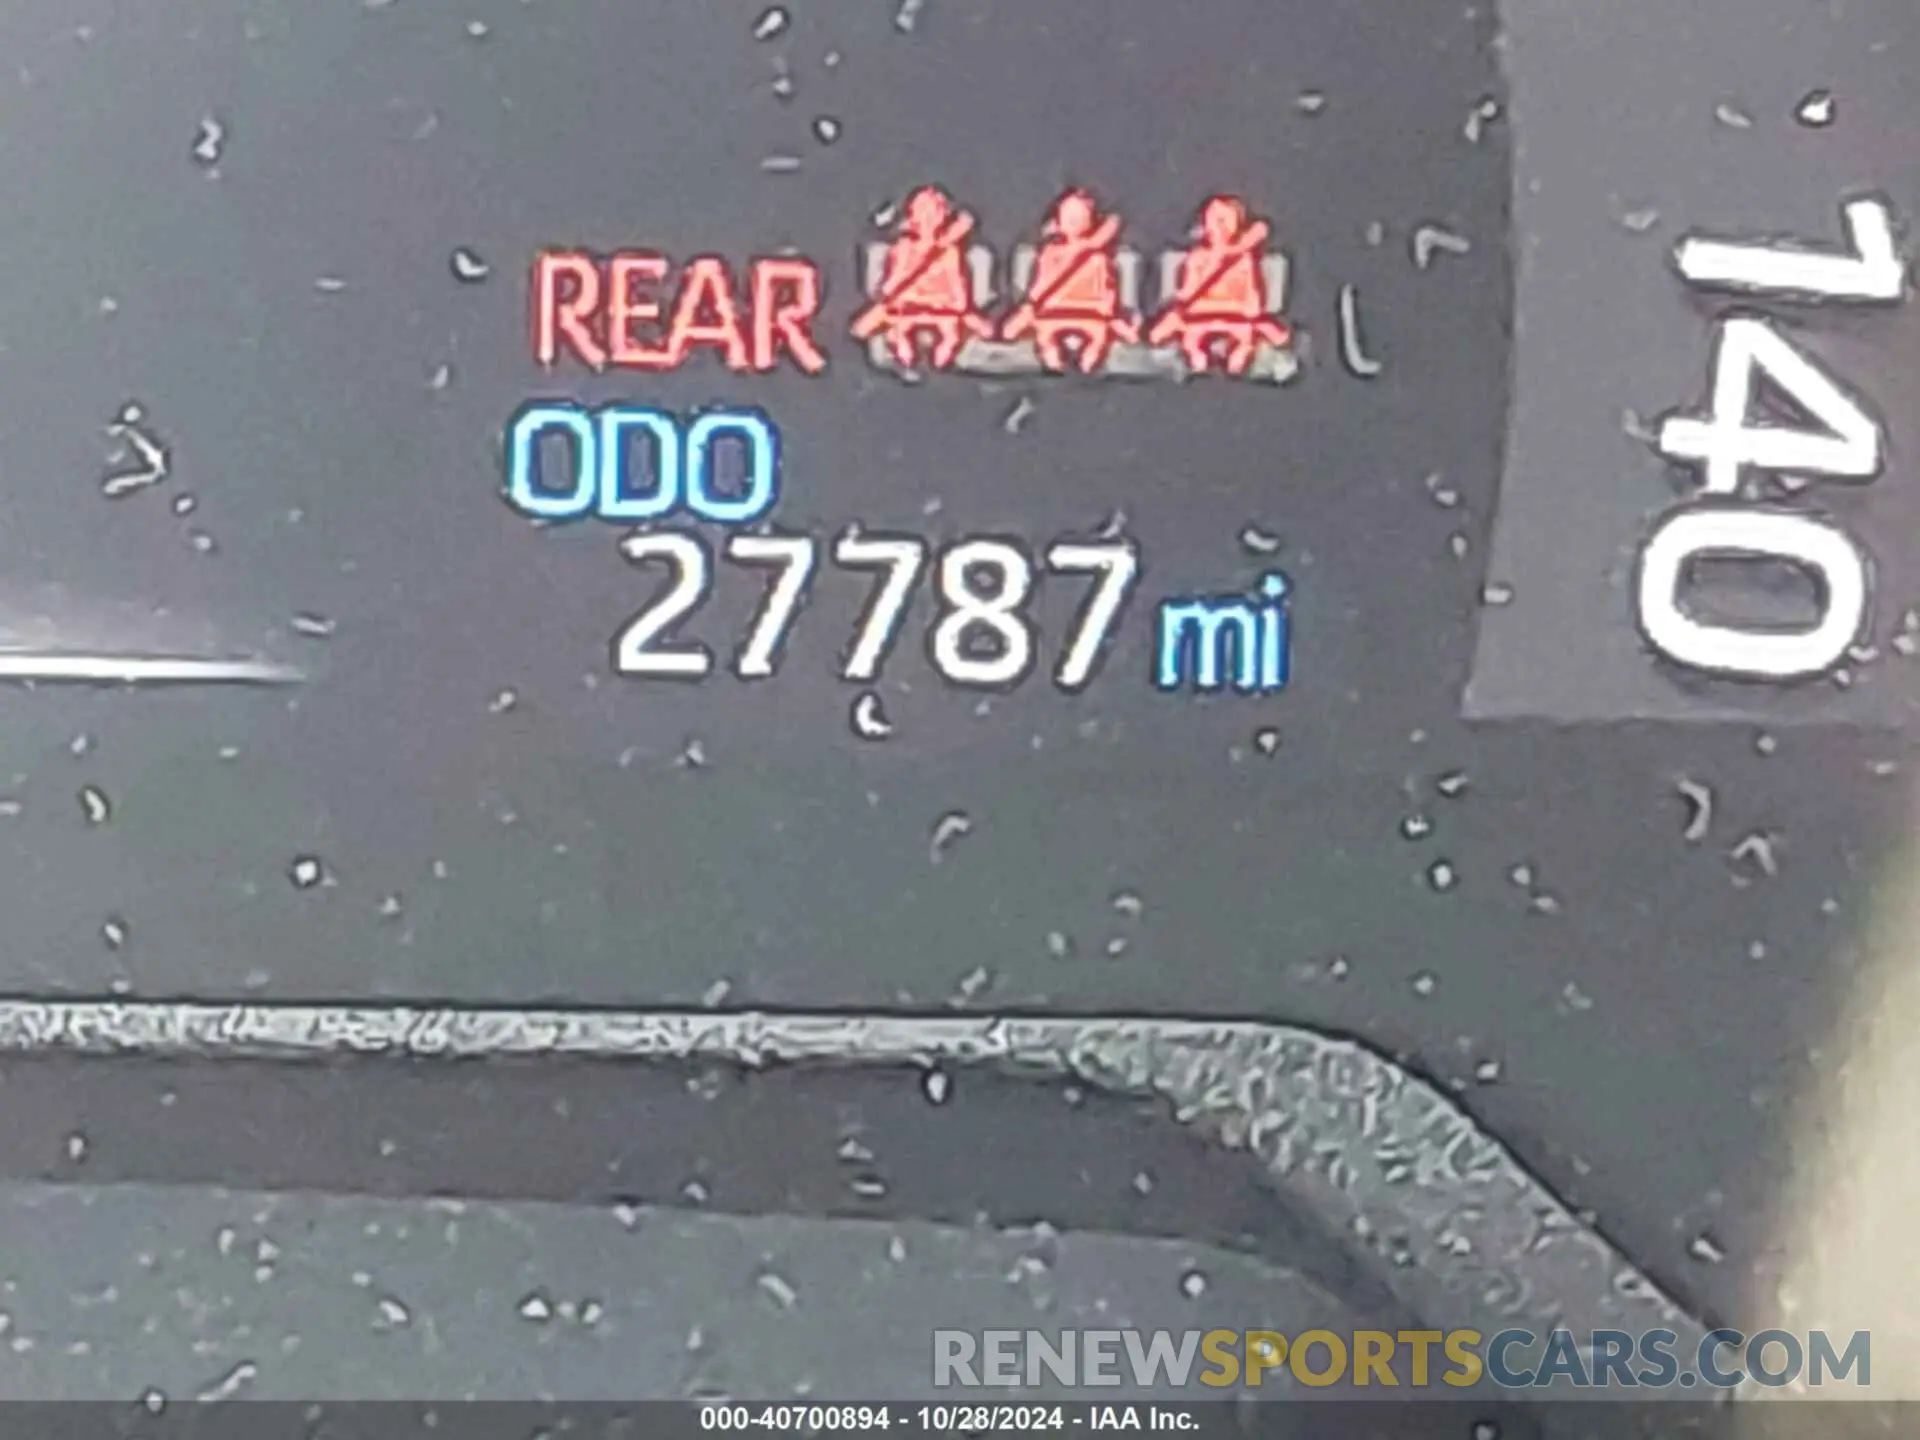 REAR
ODO
27787 mi
140
RENEWSPORTSCARS.COM
000-40700894 - 10/28/2024 - IAA Inc.